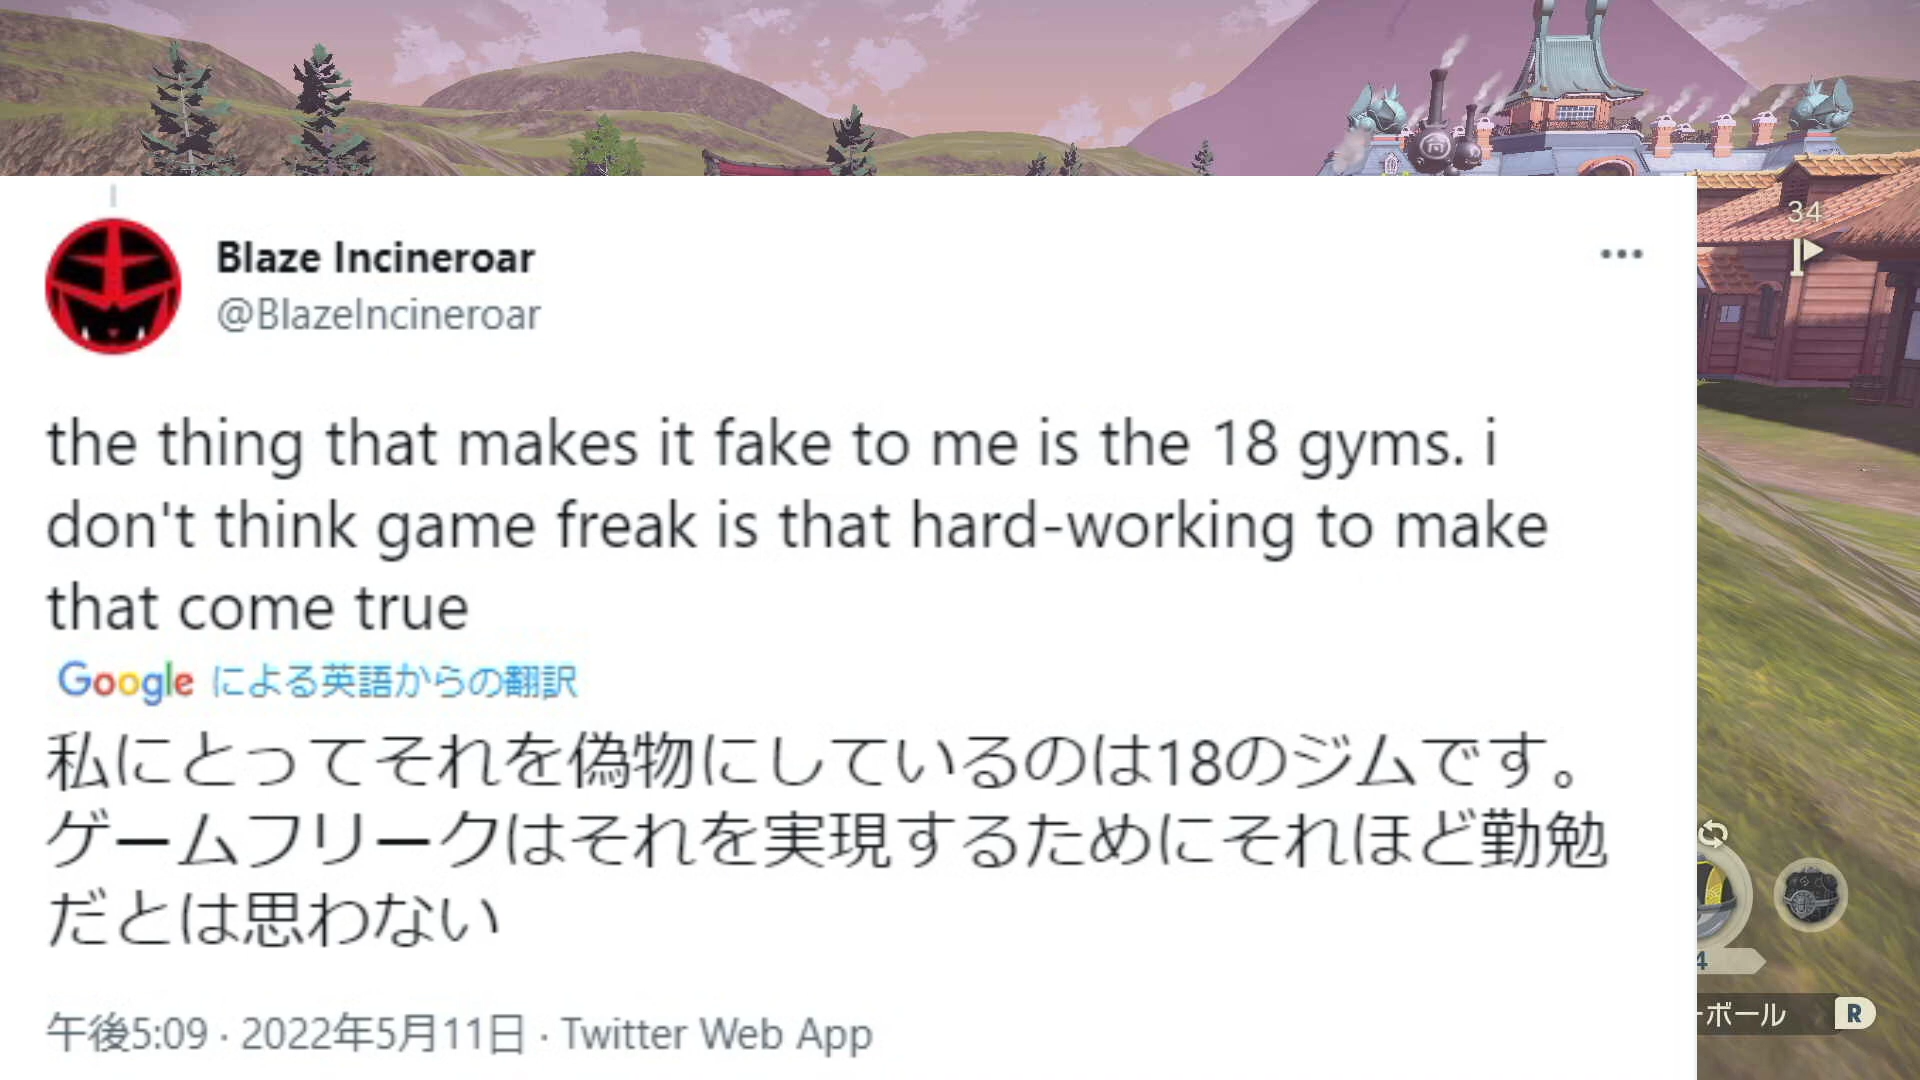 34
Blaze Incineroar
@BlazeIncineroar
the thing that makes it fake to me is the 18 gyms. i
don't think game freak is that hard-working to make
that come true
Google による英語からの翻訳
私にとってそれを偽物にしているのは18のジムです。
ゲームフリークはそれを実現するためにそれほど勤勉
だとは思わない
午後5:09 · 2022年5月11日 · Twitter Web App
4
ーボール R